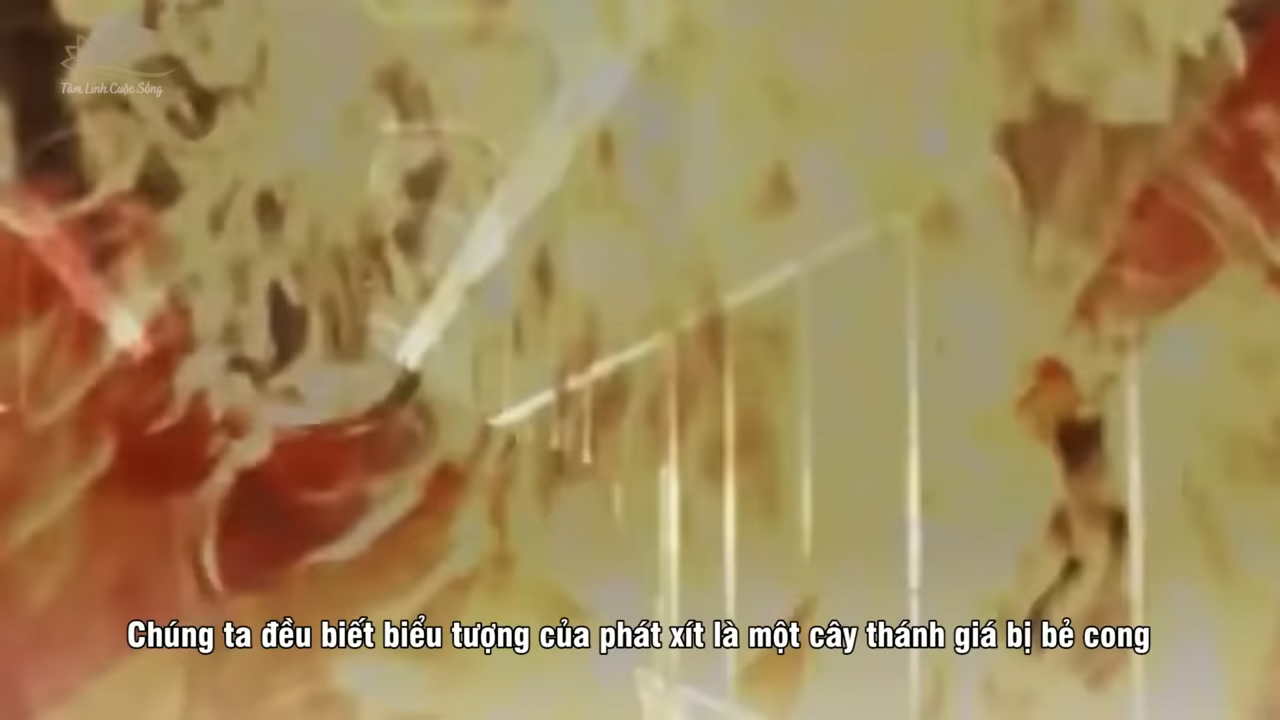 Tâm Linh Cuộc Sống
Chúng ta đều biết biểu tượng của phát xít là một cây thánh giá bị bẻ cong